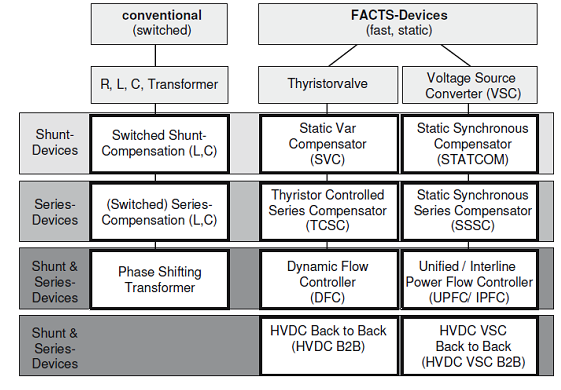 conventional
(switched)
FACTS-Devices
(fast, static)
R, L, C, Transformer
Thyristorvalve
Voltage Source
Converter (VSC)
Shunt-
Devices
Switched Shunt-
Compensation (L,C)
Static Var
Compensator
(SVC)
Static Synchronous
Compensator
(STATCOM)
Series-
Devices
(Switched) Series-
Compensation (L,C)
Thyristor Controlled
Series Compensator
(TCSC)
Static Synchronous
Series Compensator
(SSSC)
Shunt &
Series-
Devices
Phase Shifting
Transformer
Dynamic Flow
Controller
(DFC)
Unified / Interline
Power Flow Controller
(UPFC/ IPFC)
Shunt &
Series-
Devices
HVDC Back to Back
(HVDC B2B)
HVDC VSC
Back to Back
(HVDC VSC B2B)